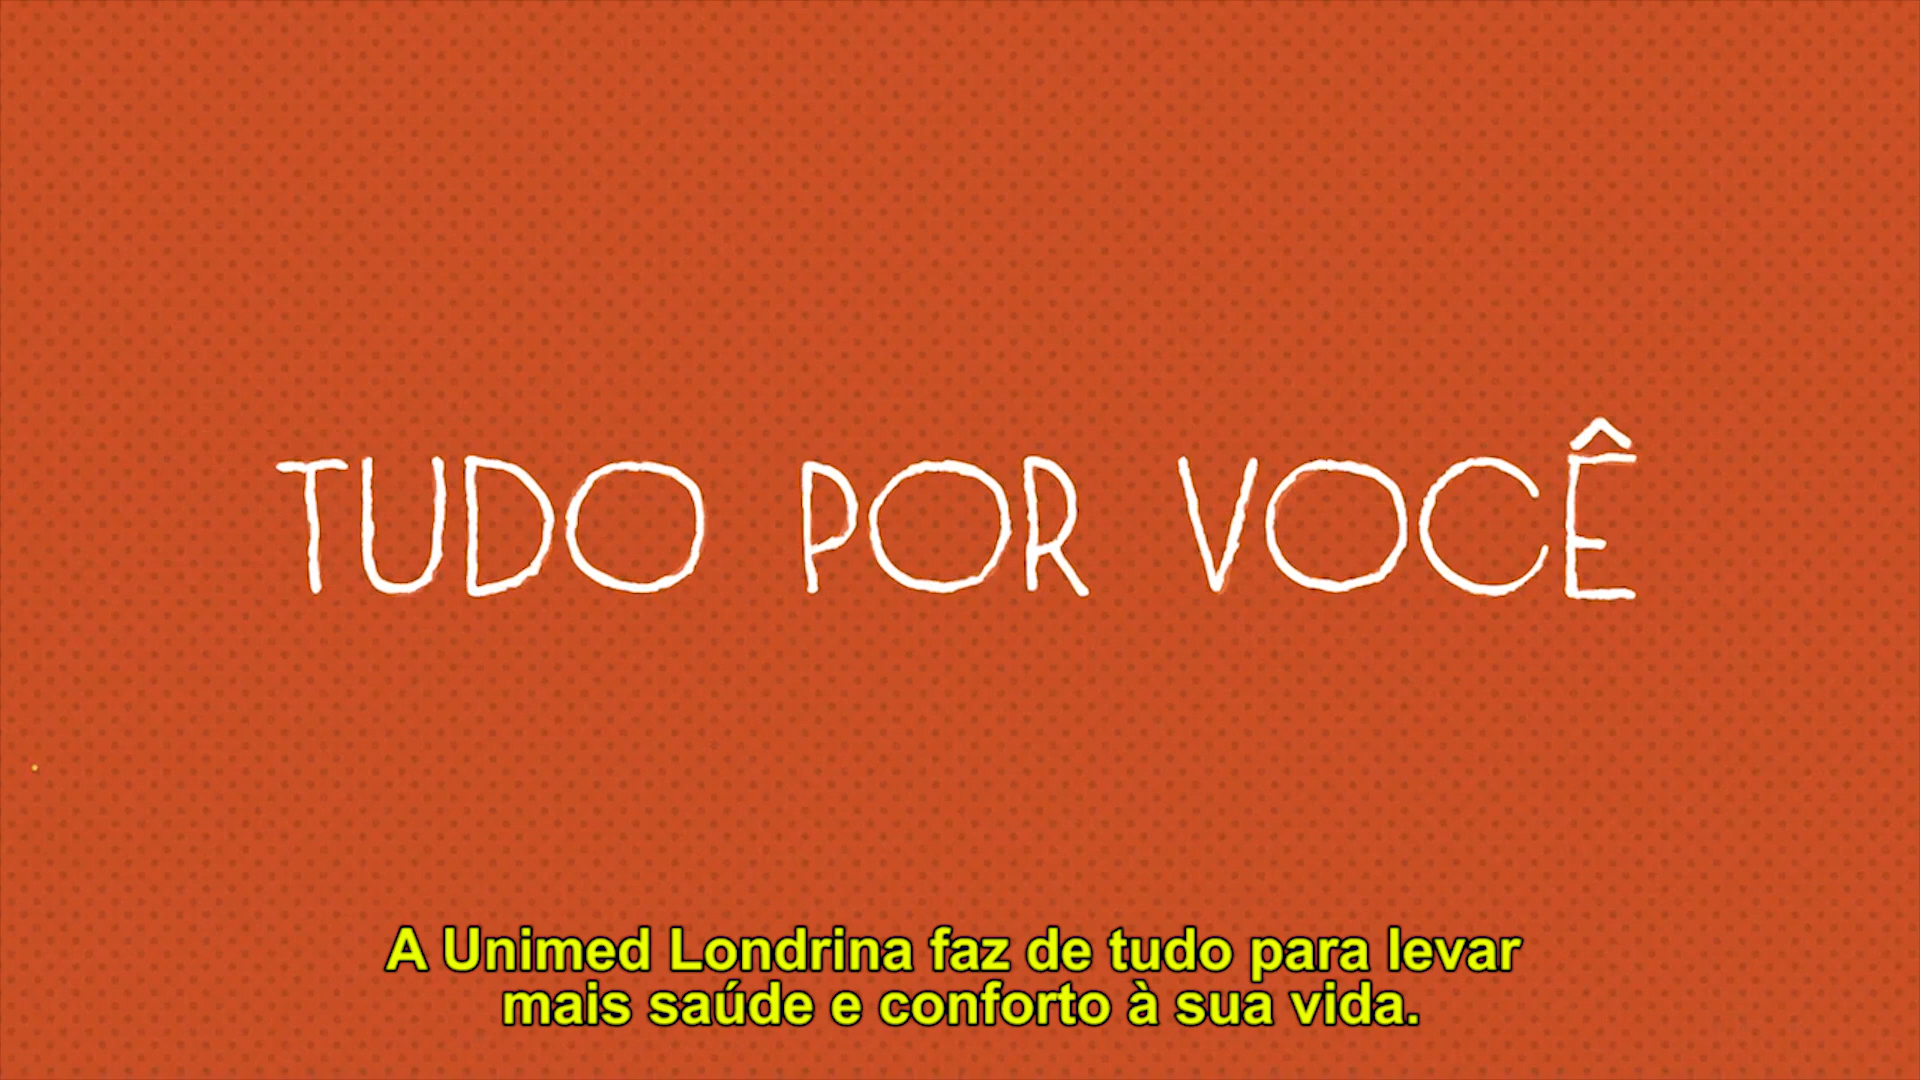 TUDO POR VOCÊ
A Unimed Londrina faz de tudo para levar
mais saúde e conforto à sua vida.